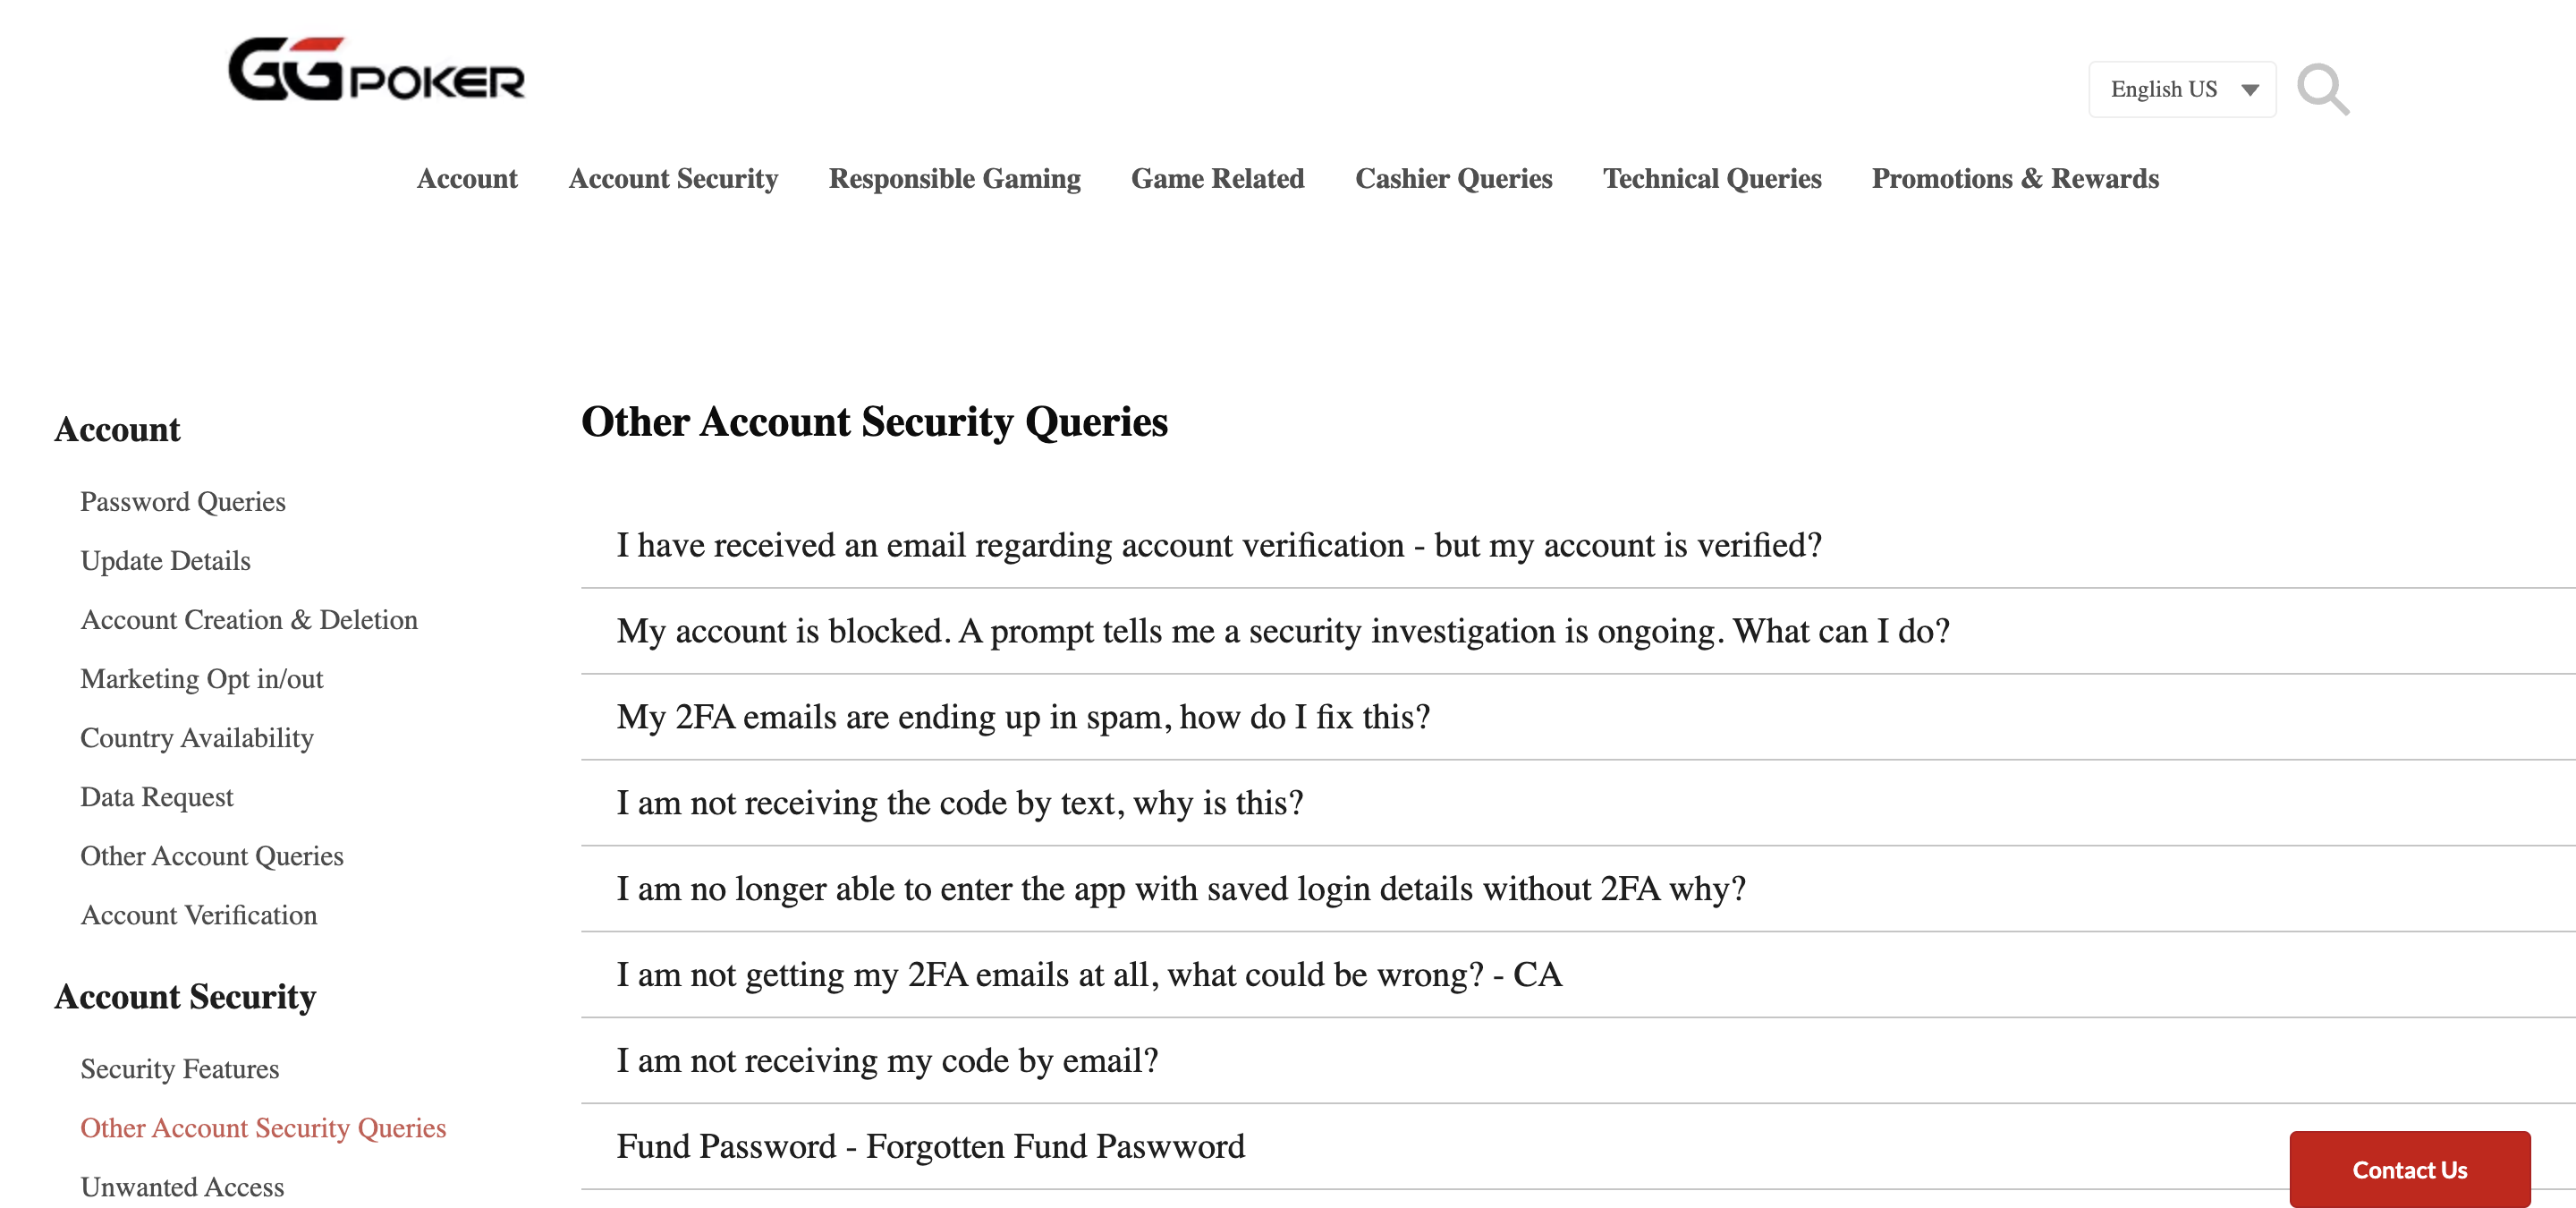 GGPOKER
English US
Account Account Security Responsible Gaming Game Related Cashier Queries Technical Queries Promotions & Rewards
Account
Password Queries
Update Details
Account Creation & Deletion
Marketing Opt in/out
Country Availability
Data Request
Other Account Queries
Account Verification
Account Security
Security Features
Other Account Security Queries
Unwanted Access
Other Account Security Queries
I have received an email regarding account verification - but my account is verified?
My account is blocked. A prompt tells me a security investigation is ongoing. What can I do?
My 2FA emails are ending up in spam, how do I fix this?
I am not receiving the code by text, why is this?
I am no longer able to enter the app with saved login details without 2FA why?
I am not getting my 2FA emails at all, what could be wrong? - CA
I am not receiving my code by email?
Fund Password - Forgotten Fund Paswword
Contact Us